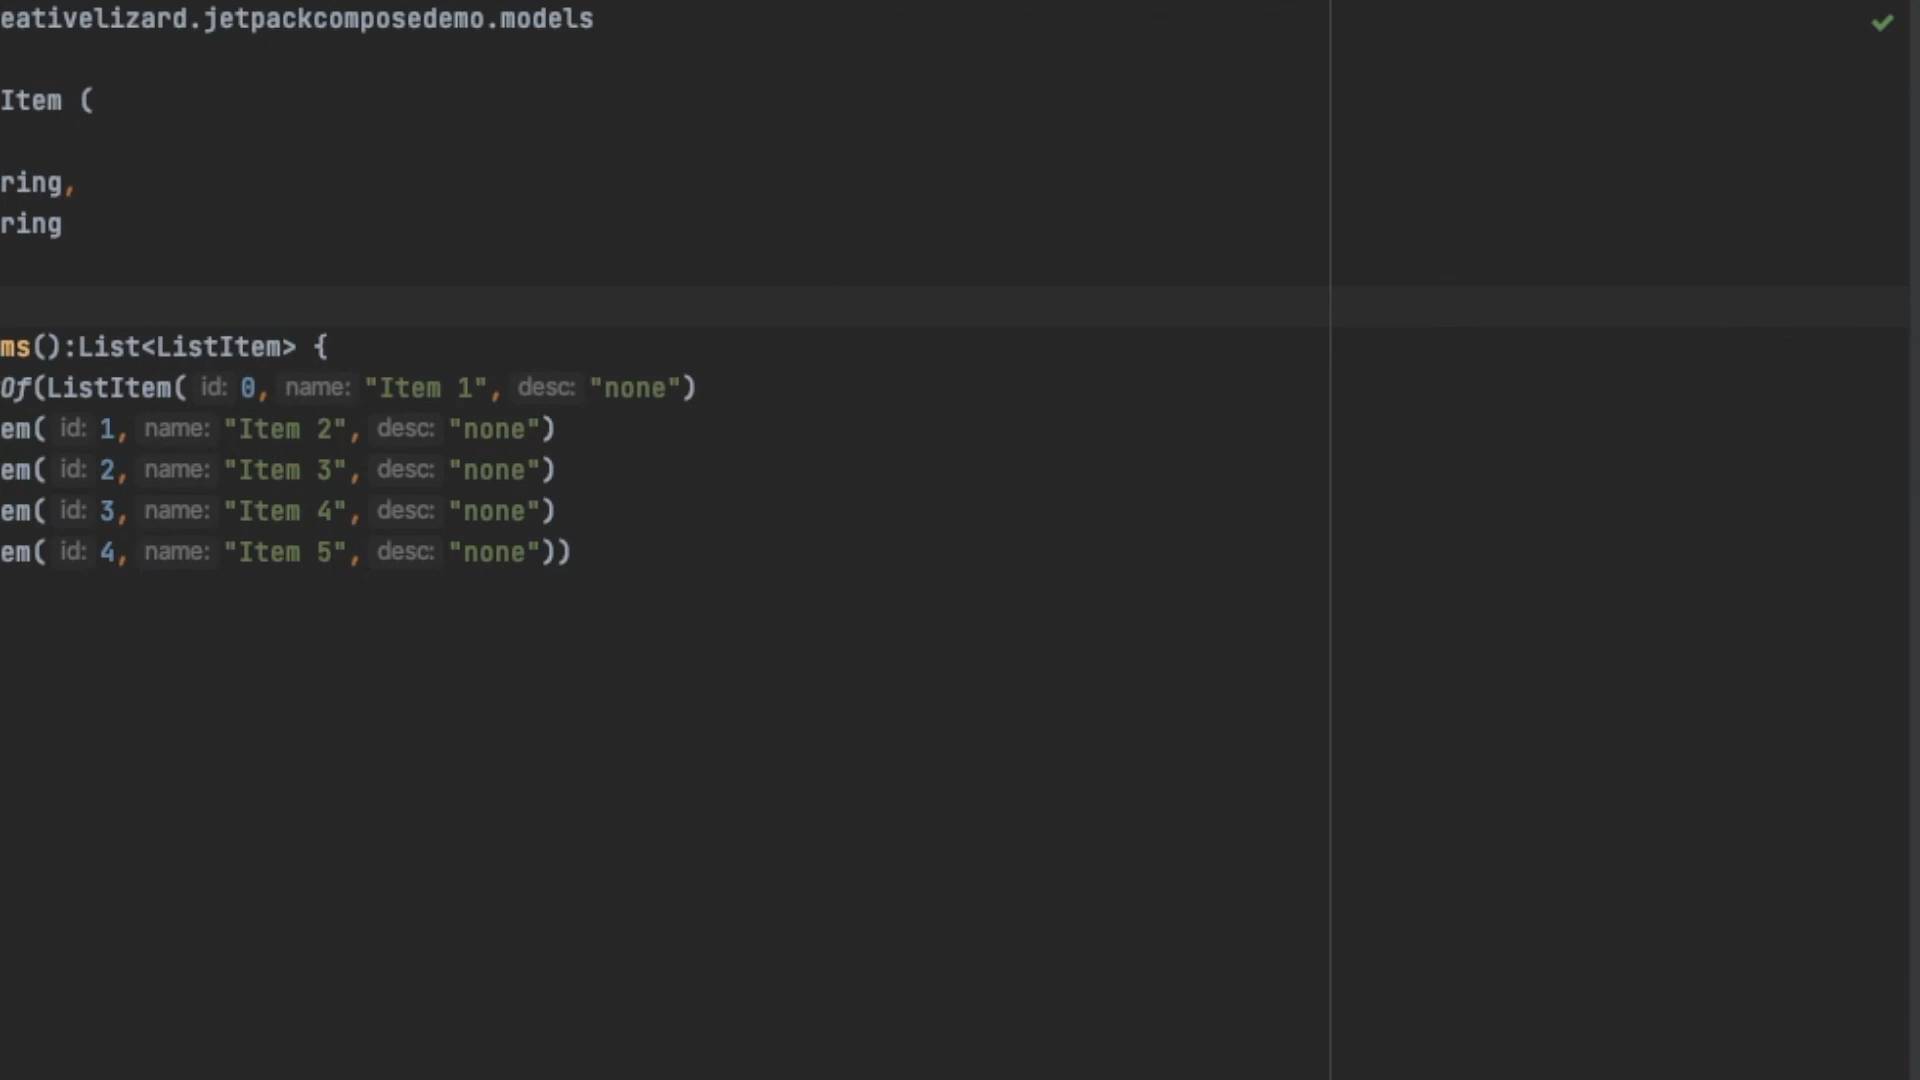 eativelizard.jetpackcomposedemo.models
Item (
ring,
ring
ms():List<ListItem> {
Of(ListItem( id: 0, name: "Item 1", desc: "none")
em( id: 1, name: "Item 2", desc: "none")
em( id: 2, name: "Item 3", desc: "none")
em( id: 3, name: "Item 4", desc: "none")
em( id: 4, name: "Item 5", desc: "none"))